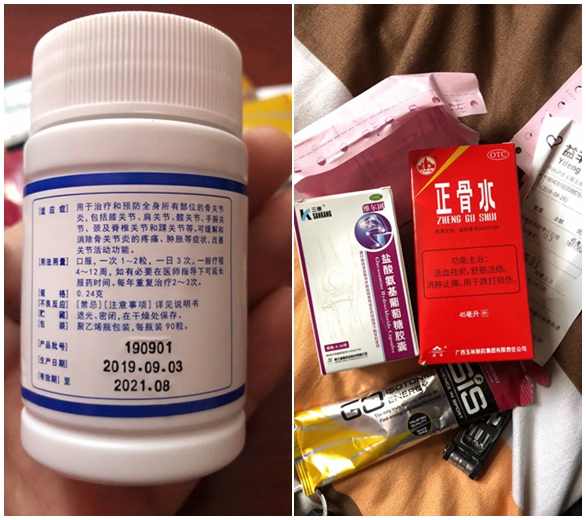 [适应症] 用于治疗和预防全身所有部位的骨关节
炎,包括膝关节、肩关节、髋关节、手腕关
节、颈及脊椎关节和踝关节等,可缓解和
消除骨关节炎的疼痛、肿胀等症状,改善
关节活动功能。
[用法用量] 口服,一次1~2粒,一日3次,一般疗程
4~12周,如有必要在医师指导下可延长
服药时间。每年重复治疗2~3次。
[规格] 0.24克
[不良反应] [禁忌] [注意事项] 详见说明书
[贮藏] 遮光,密闭,在干燥处保存。
[包装] 聚乙烯瓶包装,每瓶装90粒。
[产品批号] 190901
[生产日期] 2019.09.03
[有效期] 至 2021.08
三康
SANKANG
OTC
维尔固
盐酸氨基葡萄糖胶囊
OTC
正骨水
ZHENG GU SHUI
功能主治:
活血祛瘀,舒筋活络,
消肿止痛。用于跌打损伤。
45毫升
广西玉林制药集团有限责任公司
益丰
Yifeng
GO ISOTONIC
ENERGY
SiS
SCIENCE IN SPORT